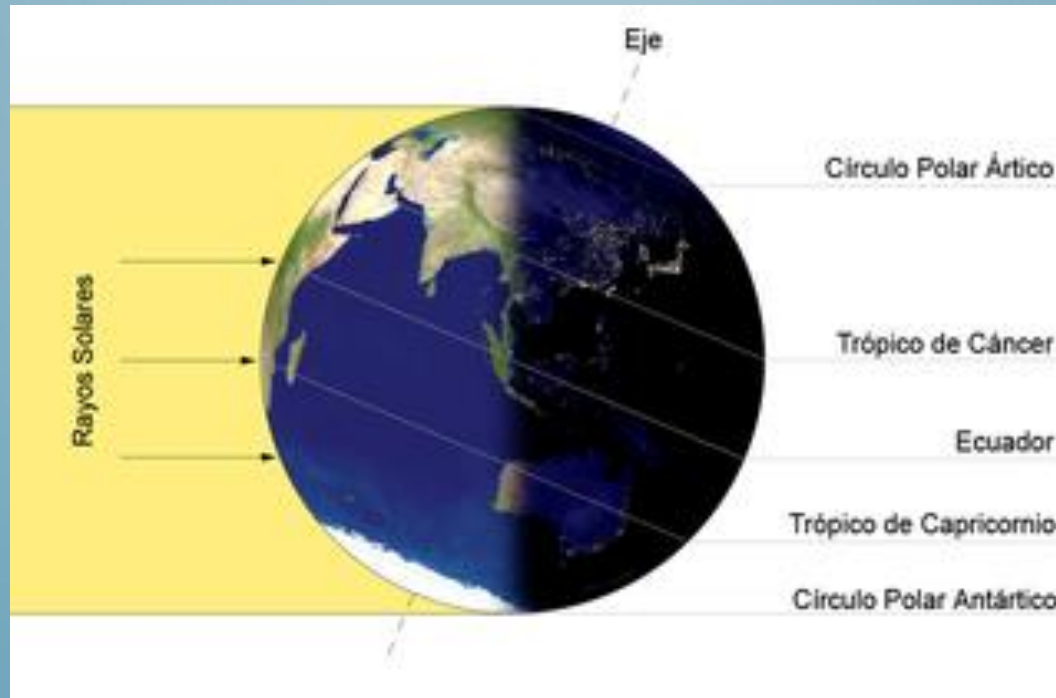 Eje
Círculo Polar Ártico
Rayos Solares
Trópico de Cáncer
Ecuador
Trópico de Capricornio
Círculo Polar Antártico